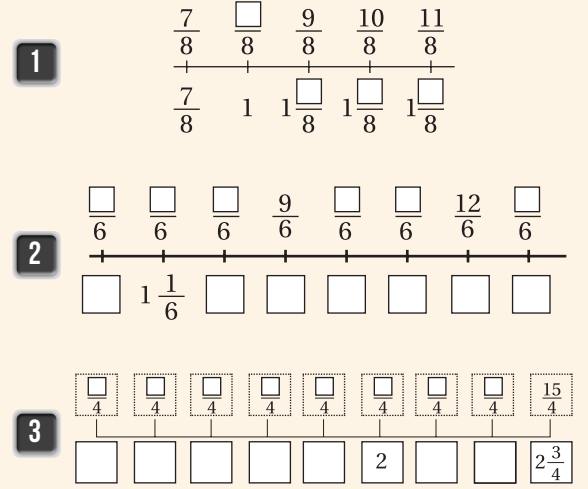 1
7/8 □/8 9/8 10/8 11/8
7/8 1 1 □/8 1 □/8 1 □/8
2
□/6 □/6 □/6 9/6 □/6 □/6 12/6 □/6
□ 1 1/6 □ □ □ □ □ □
3
□/4 □/4 □/4 □/4 □/4 □/4 □/4 □/4 15/4
□ □ □ □ □ 2 □ □ 2 3/4